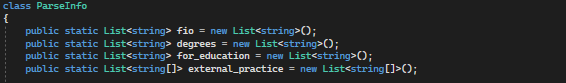 class ParseInfo
{
public static List<string> fio = new List<string>();
public static List<string> degrees = new List<string>();
public static List<string> for_education = new List<string>();
public static List<string[]> external_practice = new List<string[]>();